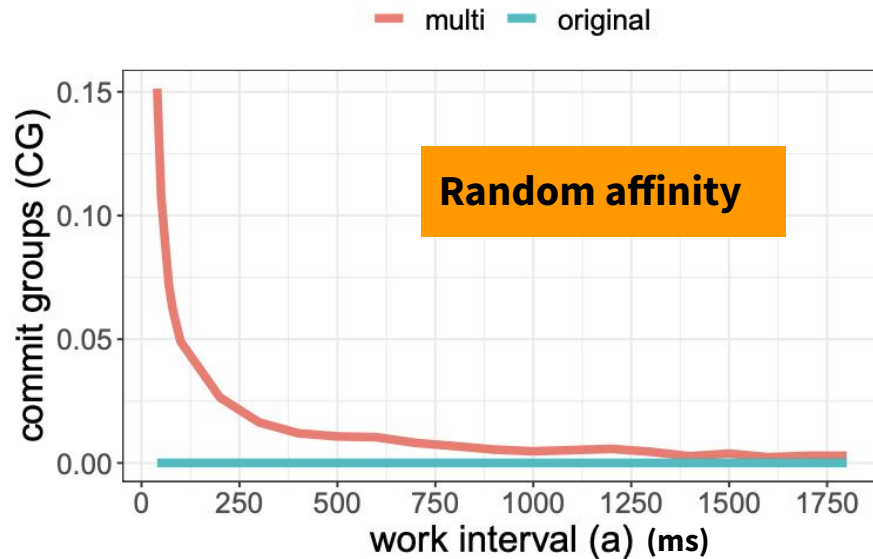 multi original
0.15
0.10
0.05
0.00
commit groups (CG)
Random affinity
0 250 500 750 1000 1250 1500 1750
work interval (a) (ms)